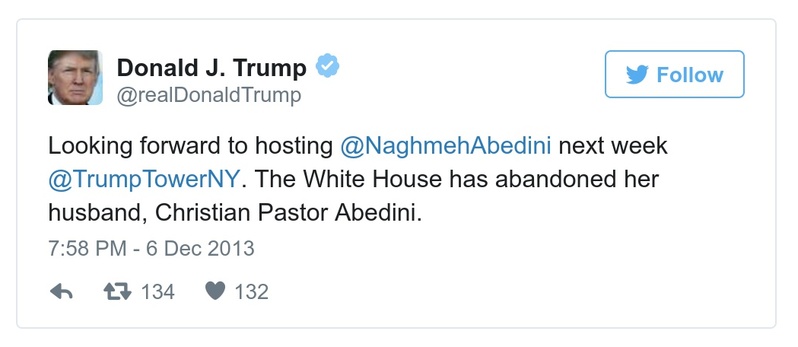 Donald J. Trump
@realDonaldTrump
Follow
Looking forward to hosting @NaghmehAbedini next week
@TrumpTowerNY. The White House has abandoned her
husband, Christian Pastor Abedini.
7:58 PM - 6 Dec 2013
134 132